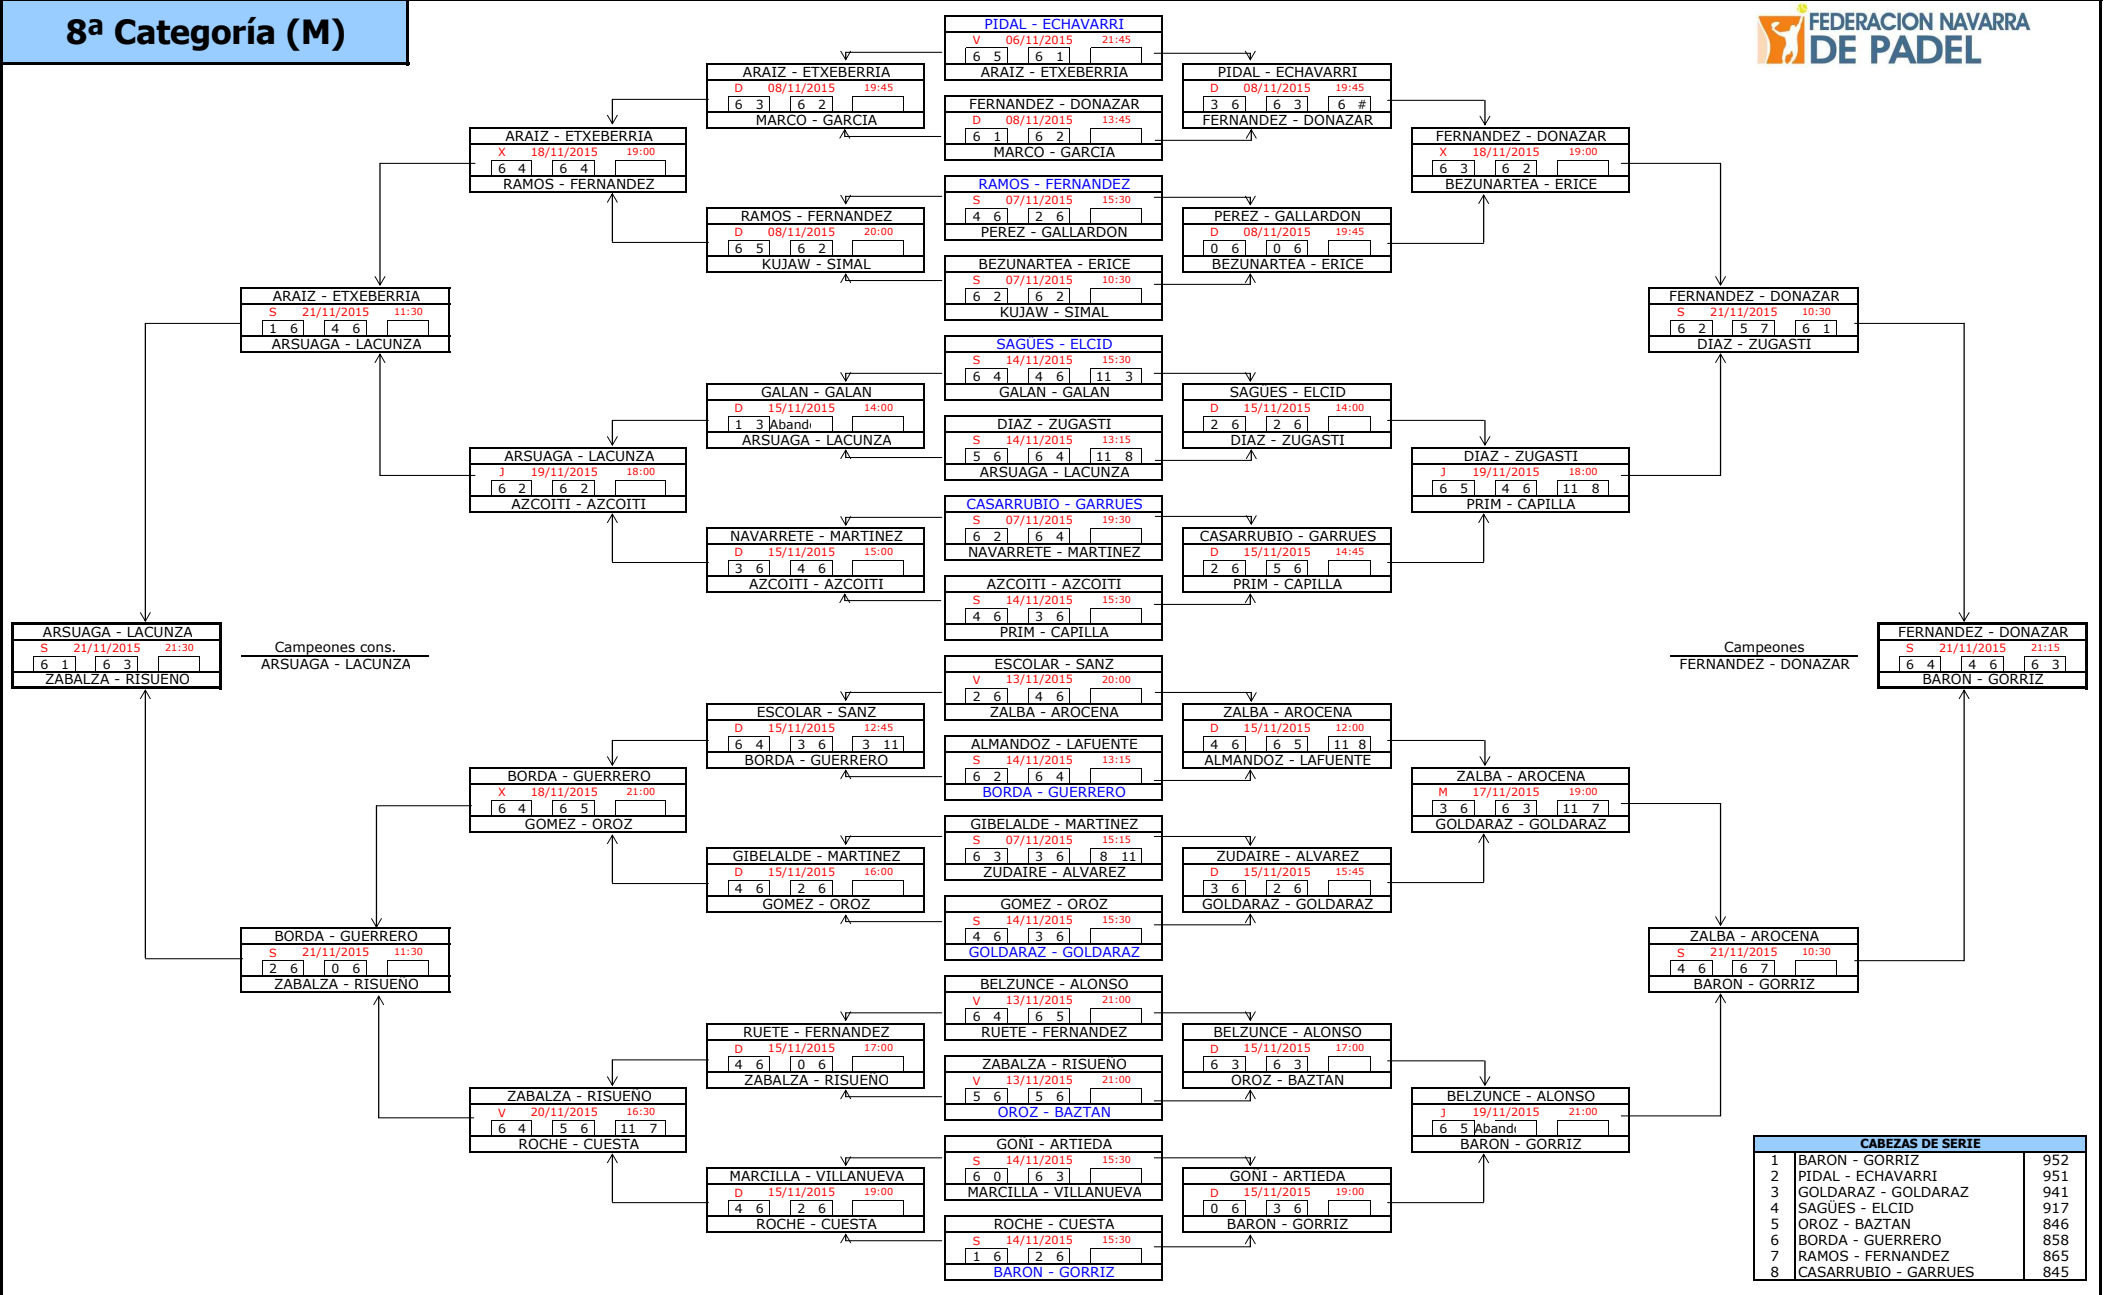 8ª Categoría (M)
FEDERACION NAVARRA
DE PADEL
PIDAL - ECHAVARRI
V 06/11/2015 21:45
6 5 6 1
ARAIZ - ETXEBERRIA
FERNANDEZ - DONAZAR
D 08/11/2015 13:45
6 1 6 2
MARCO - GARCIA
RAMOS - FERNANDEZ
S 07/11/2015 15:30
4 6 2 6
PEREZ - GALLARDON
BEZUNARTEA - ERICE
S 07/11/2015 10:30
6 2 6 2
KUJAW - SIMAL
SAGÜES - ELCID
S 14/11/2015 15:30
6 4 4 6 11 3
GALAN - GALAN
DIAZ - ZUGASTI
S 14/11/2015 13:15
5 6 6 4 11 8
ARSUAGA - LACUNZA
CASARRUBIO - GARRUES
S 07/11/2015 19:30
6 2 6 4
NAVARRETE - MARTINEZ
AZCOITI - AZCOITI
S 14/11/2015 15:30
4 6 3 6
PRIM - CAPILLA
ESCOLAR - SANZ
V 13/11/2015 20:00
2 6 4 6
ZALBA - AROCENA
ALMANDOZ - LAFUENTE
S 14/11/2015 13:15
6 2 6 4
BORDA - GUERRERO
GIBELALDE - MARTINEZ
S 07/11/2015 15:15
6 3 3 6 8 11
ZUDAIRE - ALVAREZ
GOMEZ - OROZ
S 14/11/2015 15:30
4 6 3 6
GOLDARAZ - GOLDARAZ
BELZUNCE - ALONSO
V 13/11/2015 21:00
6 4 6 5
RUETE - FERNANDEZ
ZABALZA - RISUEÑO
V 13/11/2015 21:00
5 6 5 6
OROZ - BAZTAN
GOÑI - ARTIEDA
S 14/11/2015 15:30
6 0 6 3
MARCILLA - VILLANUEVA
ROCHE - CUESTA
S 14/11/2015 15:30
1 6 2 6
BARON - GORRIZ
ARAIZ - ETXEBERRIA
D 08/11/2015 19:45
6 3 6 2
MARCO - GARCIA
RAMOS - FERNANDEZ
D 08/11/2015 20:00
6 5 6 2
KUJAW - SIMAL
GALAN - GALAN
D 15/11/2015 14:00
1 3 Aband
ARSUAGA - LACUNZA
NAVARRETE - MARTINEZ
D 15/11/2015 15:00
3 6 4 6
AZCOITI - AZCOITI
ESCOLAR - SANZ
D 15/11/2015 12:45
6 4 3 6 3 11
BORDA - GUERRERO
GIBELALDE - MARTINEZ
D 15/11/2015 16:00
4 6 2 6
GOMEZ - OROZ
RUETE - FERNANDEZ
D 15/11/2015 17:00
4 6 0 6
ZABALZA - RISUEÑO
MARCILLA - VILLANUEVA
D 15/11/2015 19:00
4 6 2 6
ROCHE - CUESTA
ARAIZ - ETXEBERRIA
X 18/11/2015 19:00
6 4 6 4
RAMOS - FERNANDEZ
ARSUAGA - LACUNZA
J 19/11/2015 18:00
6 2 6 2
AZCOITI - AZCOITI
BORDA - GUERRERO
X 18/11/2015 21:00
6 4 6 5
GOMEZ - OROZ
ZABALZA - RISUEÑO
V 20/11/2015 16:30
6 4 5 6 11 7
ROCHE - CUESTA
ARAIZ - ETXEBERRIA
S 21/11/2015 11:30
1 6 4 6
ARSUAGA - LACUNZA
BORDA - GUERRERO
S 21/11/2015 11:30
2 6 0 6
ZABALZA - RISUEÑO
ARSUAGA - LACUNZA
S 21/11/2015 21:30
6 1 6 3
ZABALZA - RISUEÑO
Campeones cons.
ARSUAGA - LACUNZA
PIDAL - ECHAVARRI
D 08/11/2015 19:45
3 6 6 3 6 #
FERNANDEZ - DONAZAR
PEREZ - GALLARDON
D 08/11/2015 19:45
0 6 0 6
BEZUNARTEA - ERICE
SAGÜES - ELCID
D 15/11/2015 14:00
2 6 2 6
DIAZ - ZUGASTI
CASARRUBIO - GARRUES
D 15/11/2015 14:45
2 6 5 6
PRIM - CAPILLA
ZALBA - AROCENA
D 15/11/2015 12:00
4 6 6 5 11 8
ALMANDOZ - LAFUENTE
ZUDAIRE - ALVAREZ
D 15/11/2015 15:45
3 6 2 6
GOLDARAZ - GOLDARAZ
BELZUNCE - ALONSO
D 15/11/2015 17:00
6 3 6 3
OROZ - BAZTAN
GOÑI - ARTIEDA
D 15/11/2015 19:00
0 6 3 6
BARON - GORRIZ
FERNANDEZ - DONAZAR
X 18/11/2015 19:00
6 3 6 2
BEZUNARTEA - ERICE
DIAZ - ZUGASTI
J 19/11/2015 18:00
6 5 4 6 11 8
PRIM - CAPILLA
ZALBA - AROCENA
M 17/11/2015 19:00
3 6 6 3 11 7
GOLDARAZ - GOLDARAZ
BELZUNCE - ALONSO
J 19/11/2015 21:00
6 5 Aband
BARON - GORRIZ
FERNANDEZ - DONAZAR
S 21/11/2015 10:30
6 2 5 7 6 1
DIAZ - ZUGASTI
ZALBA - AROCENA
S 21/11/2015 10:30
4 6 6 7
BARON - GORRIZ
Campeones
FERNANDEZ - DONAZAR
FERNANDEZ - DONAZAR
S 21/11/2015 21:15
6 4 4 6 6 3
BARON - GORRIZ
CABEZAS DE SERIE
1 BARON - GORRIZ 952
2 PIDAL - ECHAVARRI 951
3 GOLDARAZ - GOLDARAZ 941
4 SAGÜES - ELCID 917
5 OROZ - BAZTAN 846
6 BORDA - GUERRERO 858
7 RAMOS - FERNANDEZ 865
8 CASARRUBIO - GARRUES 845